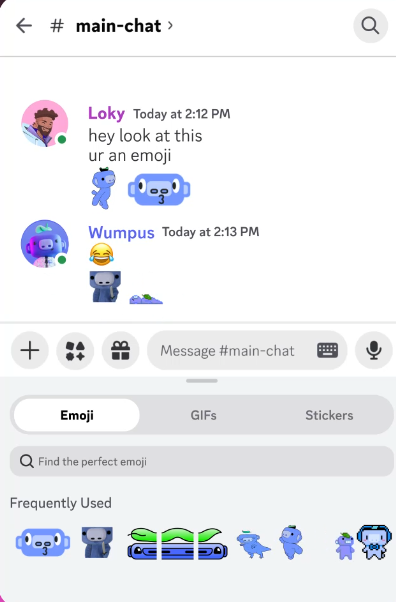 # main-chat >
Loky Today at 2:12 PM
hey look at this
ur an emoji
Wumpus Today at 2:13 PM
Message #main-chat
Emoji GIFs Stickers
Find the perfect emoji
Frequently Used